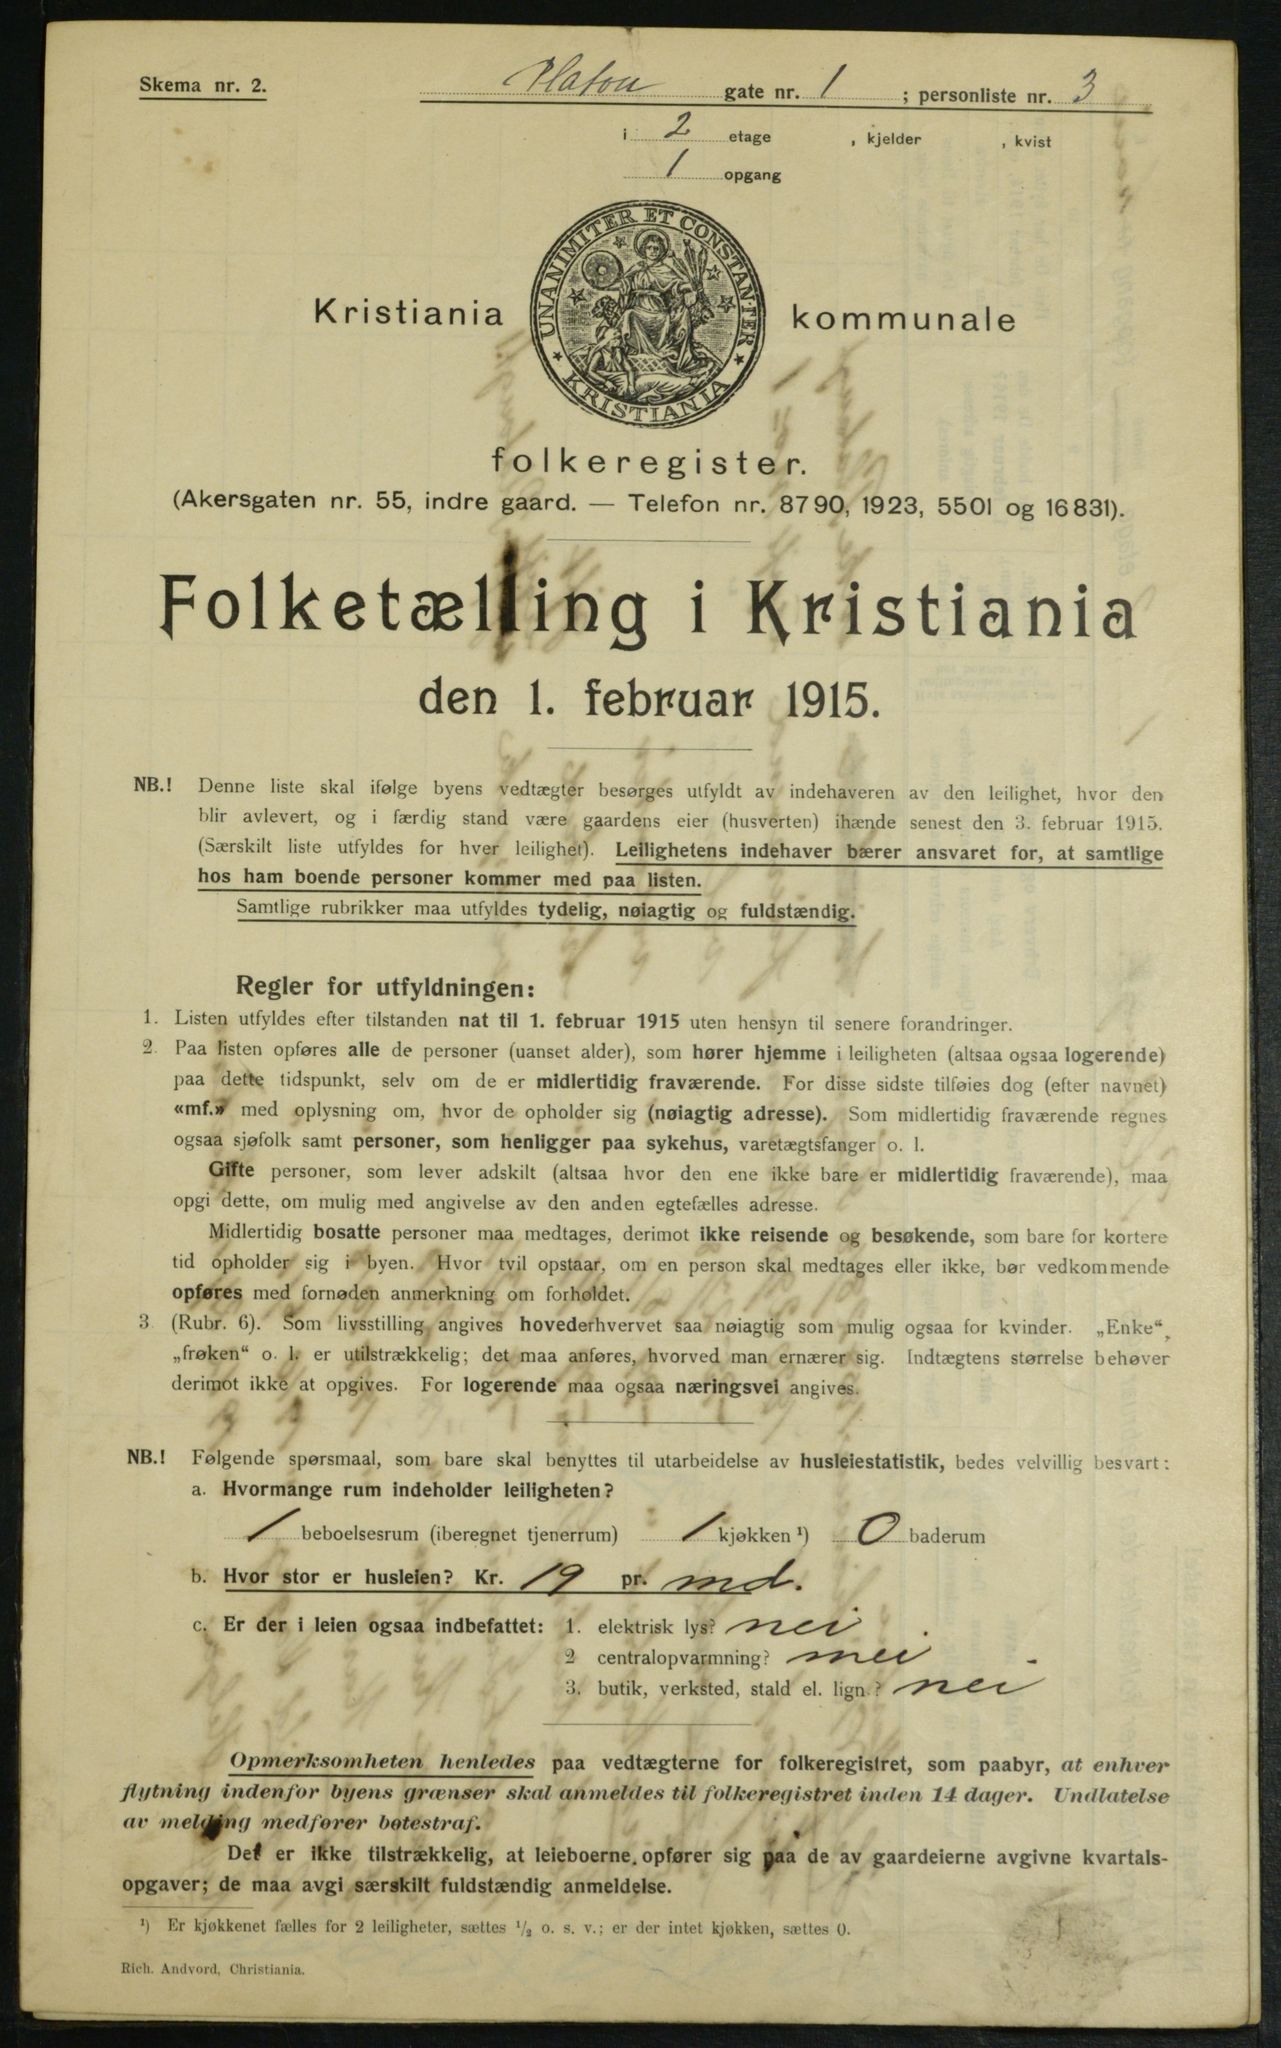 Skema nr. 2.
Platou gate nr. 1 ; personliste nr. 3
i 2 etage , kjelder , kvist
1 opgang
UNANIMITER ET CONSTANTER
KRISTIANIA
Kristiania kommunale
folkeregister.
(Akersgaten nr. 55, indre gaard. — Telefon nr. 8790, 1923, 5501 og 16831).
Folketælling i Kristiania
den 1. februar 1915.
NB.! Denne liste skal ifølge byens vedtægter besørges utfyldt av indehaveren av den leilighet, hvor den
blir avlevert, og i færdig stand være gaardens eier (husverten) ihænde senest den 3. februar 1915.
(Særskilt liste utfyldes for hver leilighet). Leilighetens indehaver bærer ansvaret for, at samtlige
hos ham boende personer kommer med paa listen.
Samtlige rubrikker maa utfyldes tydelig, nøiagtig og fuldstændig.
Regler for utfyldningen:
1. Listen utfyldes efter tilstanden nat til 1. februar 1915 uten hensyn til senere forandringer.
2. Paa listen opføres alle de personer (uanset alder), som hører hjemme i leiligheten (altsaa ogsaa logerende)
paa dette tidspunkt, selv om de er midlertidig fraværende. For disse sidste tilføies dog (efter navnet)
«mf.» med oplysning om, hvor de opholder sig (nøiagtig adresse). Som midlertidig fraværende regnes
ogsaa sjøfolk samt personer, som henligger paa sykehus, varetægtsfanger o. l.
Gifte personer, som lever adskilt (altsaa hvor den ene ikke bare er midlertidig fraværende), maa
opgi dette, om mulig med angivelse av den anden egtefælles adresse.
Midlertidig bosatte personer maa medtages, derimot ikke reisende og besøkende, som bare for kortere
tid opholder sig i byen. Hvor tvil opstaar, om en person skal medtages eller ikke, bør vedkommende
opføres med fornøden anmerkning om forholdet.
3 (Rubr. 6). Som livsstilling angives hovederhvervet saa nøiagtig som mulig ogsaa for kvinder. „Enke“,
„frøken“ o. l. er utilstrækkelig; det maa anføres, hvorved man ernærer sig. Indtægtens størrelse behøver
derimot ikke at opgives. For logerende maa ogsaa næringsvei angives.
NB.! Følgende spørsmaal, som bare skal benyttes til utarbeidelse av husleiestatistik, bedes velvillig besvart:
a. Hvormange rum indeholder leiligheten?
1 beboelsesrum (iberegnet tjenerrum) 1 kjøkken ¹) 0 baderum
b. Hvor stor er husleien? Kr. 19 pr. md.
c. Er der i leien ogsaa indbefattet: 1. elektrisk lys? nei
2 centralopvarmning? nei
3. butik, verksted, stald el. lign.? nei
Opmerksomheten henledes paa vedtægterne for folkeregistret, som paabyr, at enhver
flytning indenfor byens grænser skal anmeldes til folkeregistret inden 14 dager. Undlatelse
av melding medfører bøtestraf.
Det er ikke tilstrækkelig, at leieboerne opfører sig paa de av gaardeierne avgivne kvartals-
opgaver; de maa avgi særskilt fuldstændig anmeldelse.
¹) Er kjøkkenet fælles for 2 leiligheter, sættes ½ o. s. v.; er der intet kjøkken, sættes 0.
Rich. Andvord, Christiania.